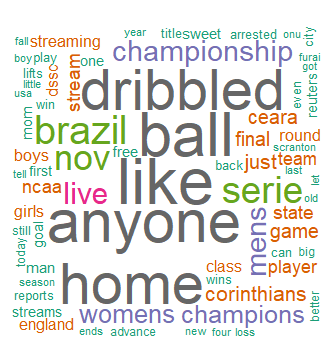 year title sweet arrested onu city
fall streaming championship reuters
boy play lifts dssc stream one dribbled got furai
little usa win brazil ball even ceara
mom nov free final round
boys like back just team scranton
tell first ncaa live serie last
girls anyone mens state old let
still goal game
today man home class can big
season wins player
reports corinthians
streams womens champions better
england ends advance new four loss